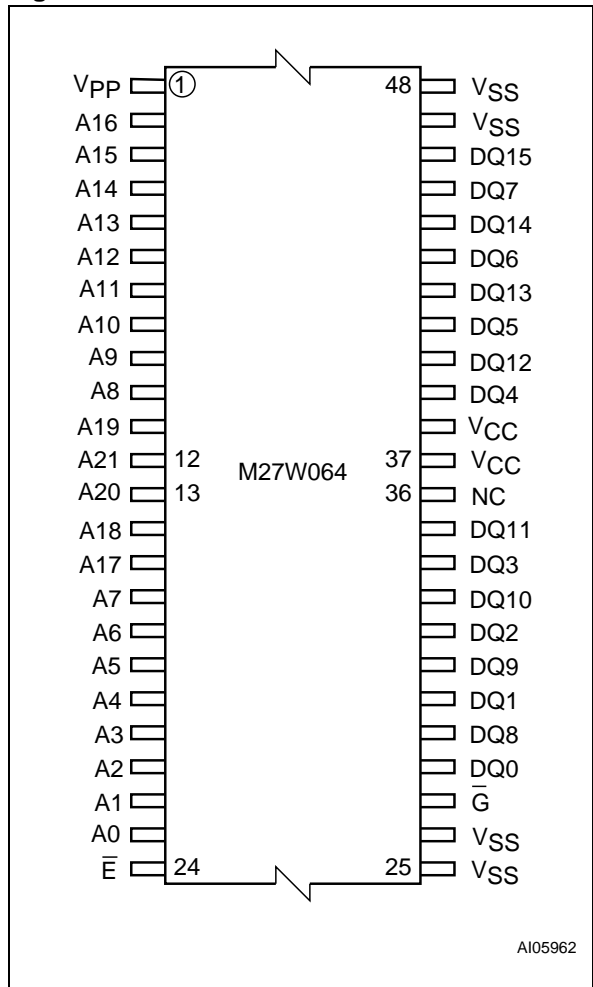 VPP 1 48 VSS
A16 VSS
A15 DQ15
A14 DQ7
A13 DQ14
A12 DQ6
A11 DQ13
A10 DQ5
A9 DQ12
A8 DQ4
A19 VCC
A21 12 37 VCC
M27W064
A20 13 36 NC
A18 DQ11
A17 DQ3
A7 DQ10
A6 DQ2
A5 DQ9
A4 DQ1
A3 DQ8
A2 DQ0
A1 G̅
A0 VSS
E̅ 24 25 VSS
AI05962